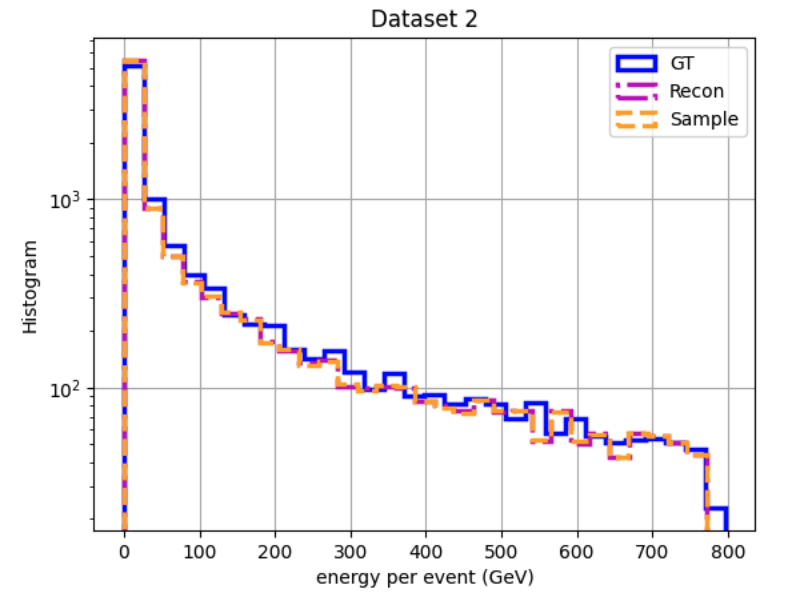 Dataset 2
GT
Recon
Sample
10³
10²
Histogram
0 100 200 300 400 500 600 700 800
energy per event (GeV)